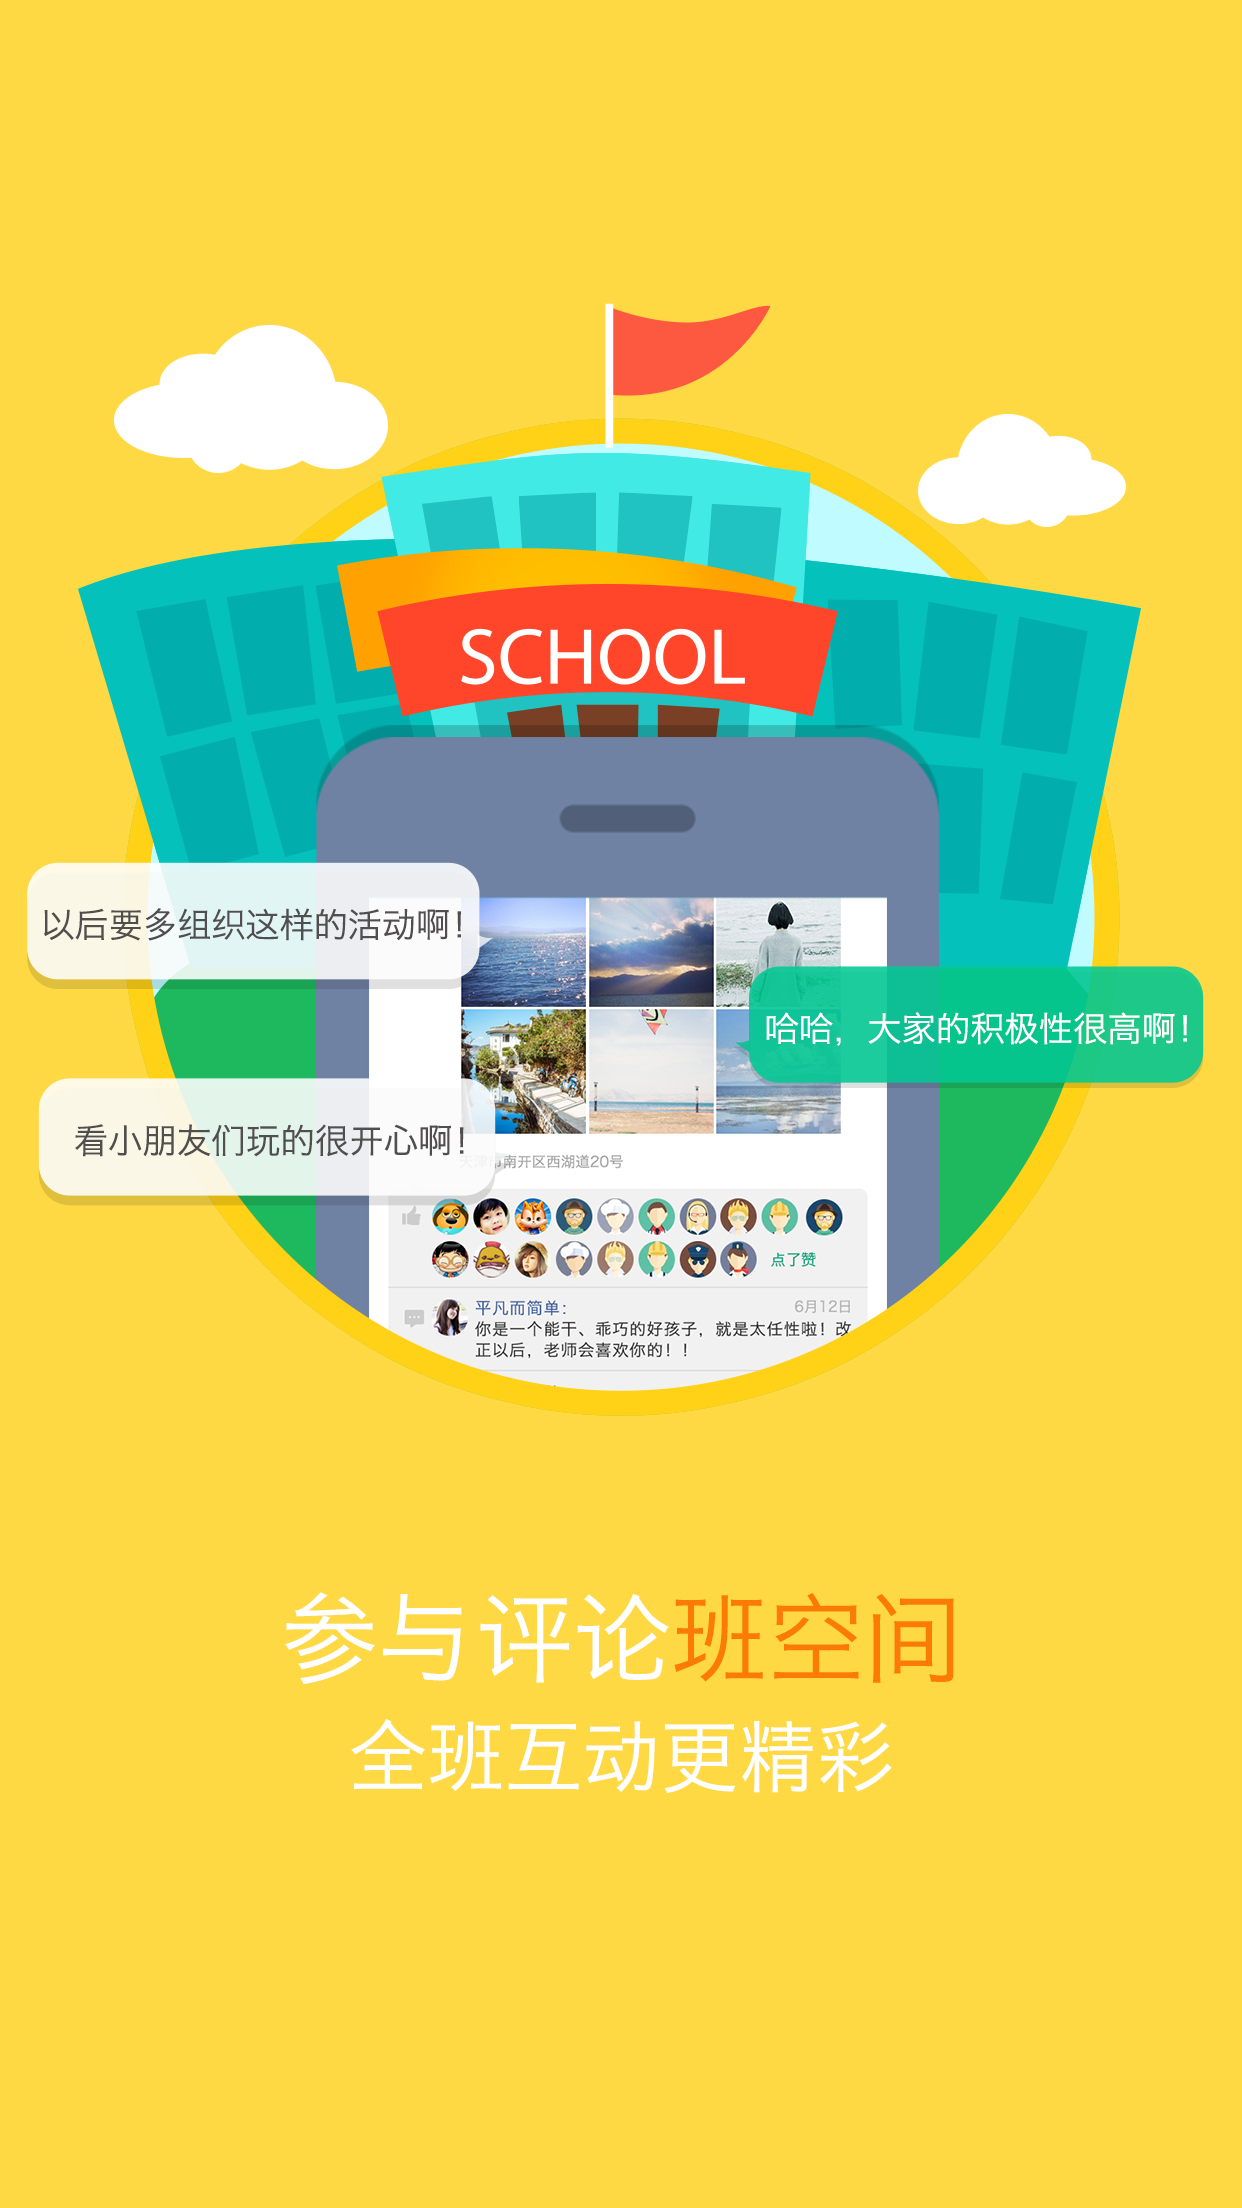 SCHOOL
以后要多组织这样的活动啊！
哈哈，大家的积极性很高啊！
看小朋友们玩的很开心啊！
天津市南开区西湖道20号
点了赞
平凡而简单： 6月12日
你是一个能干、乖巧的好孩子，就是太任性啦！改
正以后，老师会喜欢你的！！
参与评论班空间
全班互动更精彩